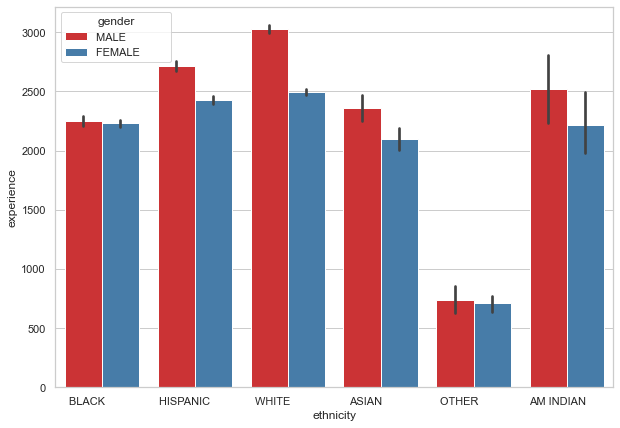 gender
MALE
FEMALE
3000
2500
2000
1500
1000
500
0
experience
BLACK HISPANIC WHITE ASIAN OTHER AM INDIAN
ethnicity